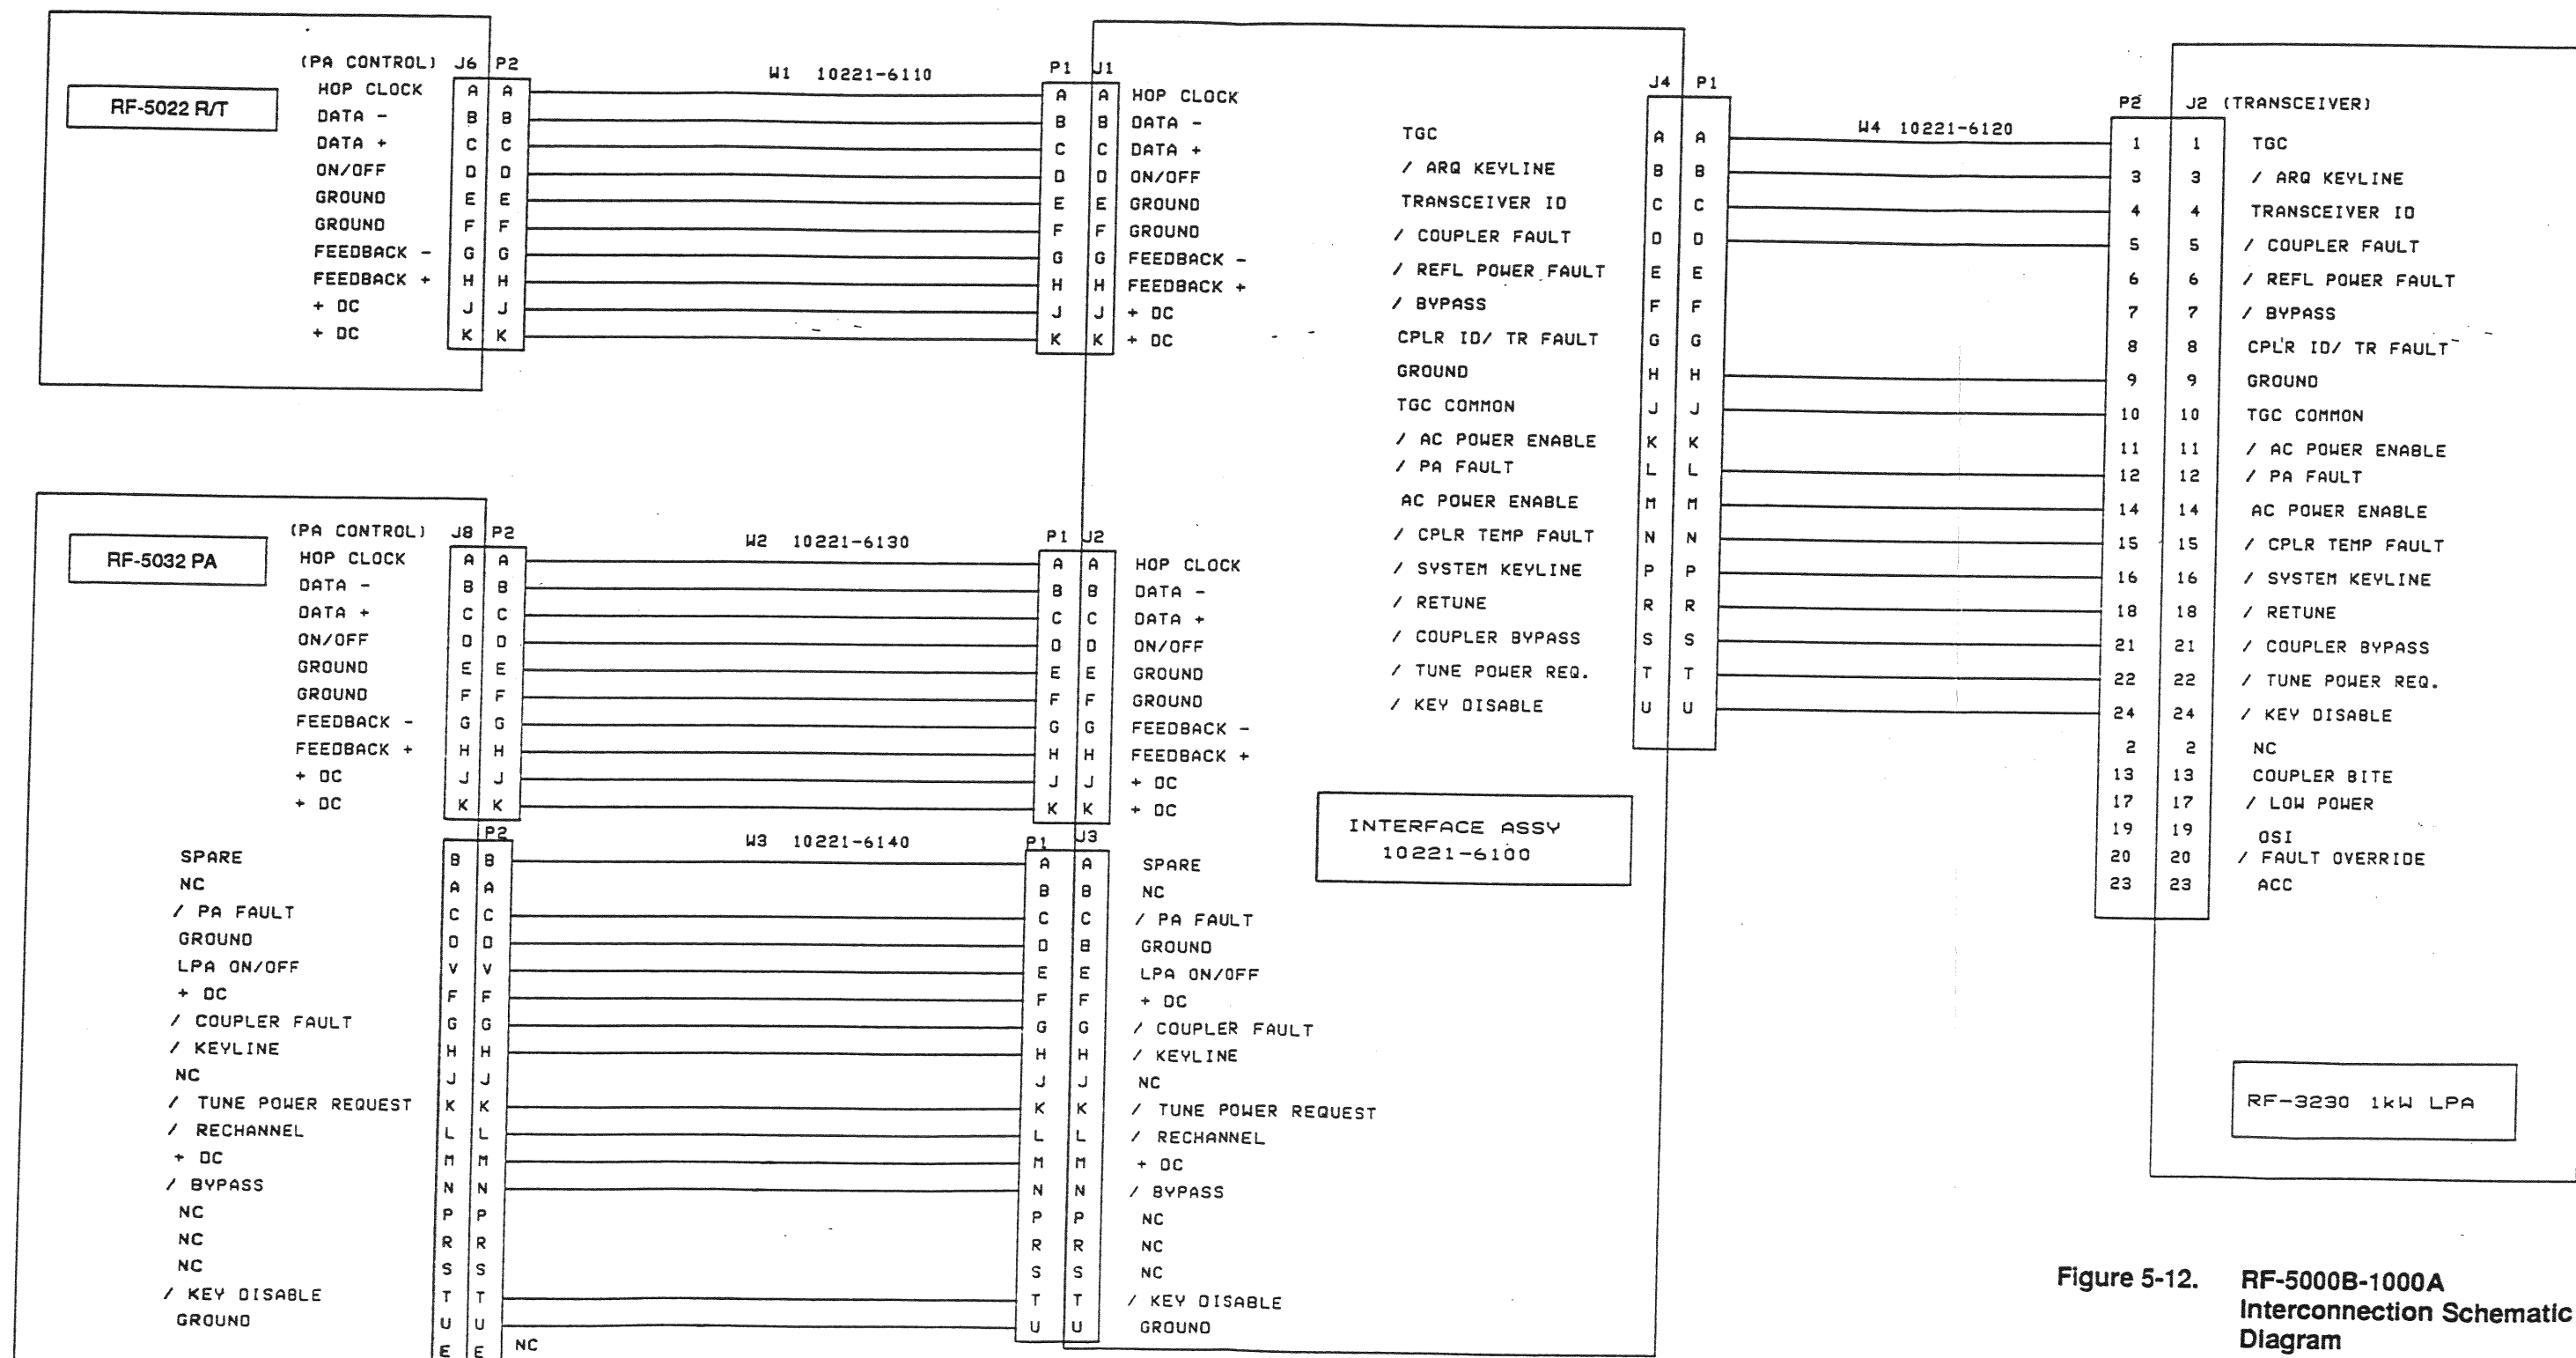 RF-5022 R/T
(PA CONTROL) J6 P2 W1 10221-6110 P1 J1
HOP CLOCK A A A A HOP CLOCK
DATA - B B B B DATA -
DATA + C C C C DATA +
ON/OFF D D D D ON/OFF
GROUND E E E E GROUND
GROUND F F F F GROUND
FEEDBACK - G G G G FEEDBACK -
FEEDBACK + H H H H FEEDBACK +
+ DC J J J J + DC
+ DC K K K K + DC
RF-5032 PA
(PA CONTROL) J8 P2 W2 10221-6130 P1 J2
HOP CLOCK A A A A HOP CLOCK
DATA - B B B B DATA -
DATA + C C C C DATA +
ON/OFF D D D D ON/OFF
GROUND E E E E GROUND
GROUND F F F F GROUND
FEEDBACK - G G G G FEEDBACK -
FEEDBACK + H H H H FEEDBACK +
+ DC J J J J + DC
+ DC K K K K + DC
P2 W3 10221-6140 P1 J3
SPARE B B A A SPARE
NC A A B B NC
/ PA FAULT C C C C / PA FAULT
GROUND D D D B GROUND
LPA ON/OFF V V E E LPA ON/OFF
+ DC F F F F + DC
/ COUPLER FAULT G G G G / COUPLER FAULT
/ KEYLINE H H H H / KEYLINE
NC J J J J NC
/ TUNE POWER REQUEST K K K K / TUNE POWER REQUEST
/ RECHANNEL L L L L / RECHANNEL
+ DC M M M M + DC
/ BYPASS N N N N / BYPASS
NC P P P P NC
NC R R R R NC
NC S S S S NC
/ KEY DISABLE T T T T / KEY DISABLE
GROUND U U U U GROUND
E E NC
J4 P1 W4 10221-6120 P2 J2 (TRANSCEIVER)
TGC A A 1 1 TGC
/ ARQ KEYLINE B B 3 3 / ARQ KEYLINE
TRANSCEIVER ID C C 4 4 TRANSCEIVER ID
/ COUPLER FAULT D D 5 5 / COUPLER FAULT
/ REFL POWER FAULT E E 6 6 / REFL POWER FAULT
/ BYPASS F F 7 7 / BYPASS
CPLR ID/ TR FAULT G G 8 8 CPLR ID/ TR FAULT
GROUND H H 9 9 GROUND
TGC COMMON J J 10 10 TGC COMMON
/ AC POWER ENABLE K K 11 11 / AC POWER ENABLE
/ PA FAULT L L 12 12 / PA FAULT
AC POWER ENABLE M M 14 14 AC POWER ENABLE
/ CPLR TEMP FAULT N N 15 15 / CPLR TEMP FAULT
/ SYSTEM KEYLINE P P 16 16 / SYSTEM KEYLINE
/ RETUNE R R 18 18 / RETUNE
/ COUPLER BYPASS S S 21 21 / COUPLER BYPASS
/ TUNE POWER REQ. T T 22 22 / TUNE POWER REQ.
/ KEY DISABLE U U 24 24 / KEY DISABLE
2 2 NC
13 13 COUPLER BITE
17 17 / LOW POWER
19 19 OSI
20 20 / FAULT OVERRIDE
23 23 ACC
INTERFACE ASSY
10221-6100
RF-3230 1kW LPA
Figure 5-12. RF-5000B-1000A
Interconnection Schematic
Diagram